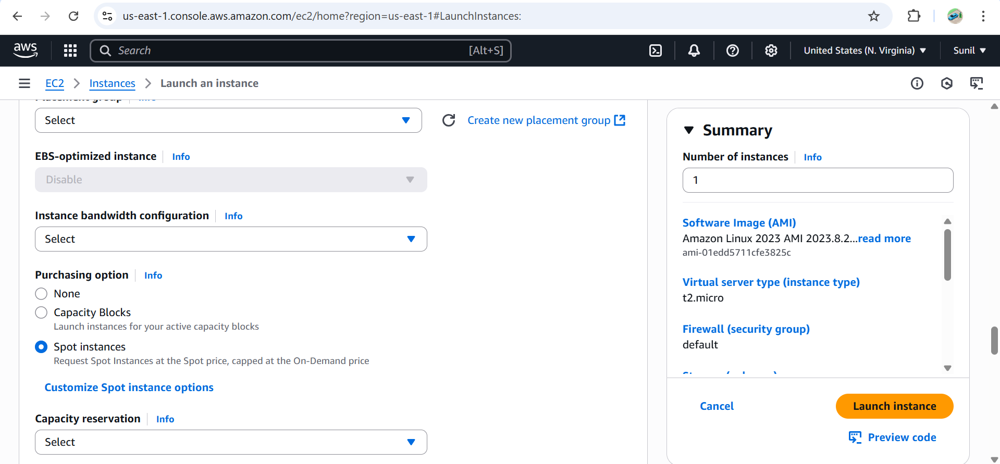 us-east-1.console.aws.amazon.com/ec2/home?region=us-east-1#LaunchInstances:
aws
Search
[Alt+S]
United States (N. Virginia)
Sunil
EC2
Instances
Launch an instance
Placement group
Info
Select
Create new placement group
EBS-optimized instance
Info
Disable
Instance bandwidth configuration
Info
Select
Purchasing option
Info
None
Capacity Blocks
Launch instances for your active capacity blocks
Spot instances
Request Spot Instances at the Spot price, capped at the On-Demand price
Customize Spot instance options
Capacity reservation
Info
Select
Summary
Number of instances
Info
1
Software Image (AMI)
Amazon Linux 2023 AMI 2023.8.2...read more
ami-01edd5711cfe3825c
Virtual server type (instance type)
t2.micro
Firewall (security group)
default
Cancel
Launch instance
Preview code